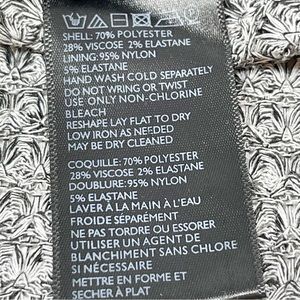 SHELL: 70% POLYESTER
28% VISCOSE 2% ELASTANE
LINING: 95% NYLON
5% ELASTANE
HAND WASH COLD SEPARATELY
DO NOT WRING OR TWIST
USE ONLY NON-CHLORINE
BLEACH
RESHAPE LAY FLAT TO DRY
LOW IRON AS NEEDED
MAY BE DRY CLEANED
COQUILLE: 70% POLYESTER
28% VISCOSE 2% ELASTANE
DOUBLURE: 95% NYLON
5% ELASTANE
LAVER À LA MAIN À L'EAU
FROIDE SÉPARÉMENT
NE PAS TORDRE OU ESSORER
UTILISER UN AGENT DE
BLANCHIMENT SANS CHLORE
SI NÉCESSAIRE
METTRE EN FORME ET
SÉCHER À PLAT